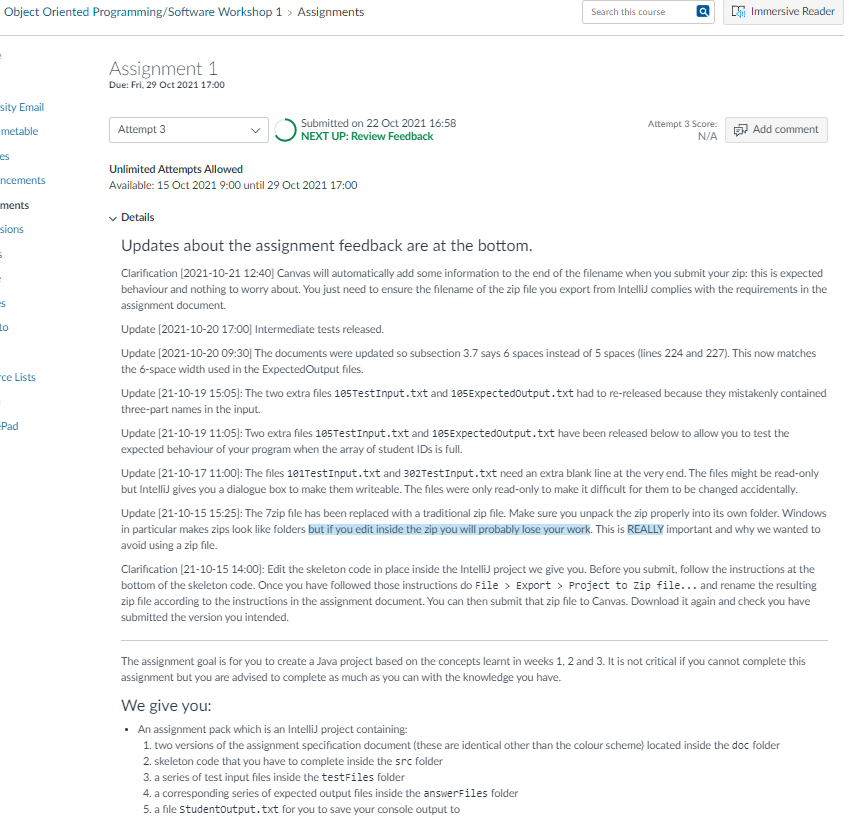 Object Oriented Programming/Software Workshop 1 > Assignments
Search this course
Immersive Reader
Assignment 1
Due: Fri, 29 Oct 2021 17:00
sity Email
metable
es
ncements
ments
sions
s
es
to
rce Lists
ePad
Attempt 3
Submitted on 22 Oct 2021 16:58
NEXT UP: Review Feedback
Attempt 3 Score:
N/A
Add comment
Unlimited Attempts Allowed
Available: 15 Oct 2021 9:00 until 29 Oct 2021 17:00
Details
Updates about the assignment feedback are at the bottom.
Clarification [2021-10-21 12:40] Canvas will automatically add some information to the end of the filename when you submit your zip: this is expected
behaviour and nothing to worry about. You just need to ensure the filename of the zip file you export from IntelliJ complies with the requirements in the
assignment document.
Update [2021-10-20 17:00] Intermediate tests released.
Update [2021-10-20 09:30] The documents were updated so subsection 3.7 says 6 spaces instead of 5 spaces (lines 224 and 227). This now matches
the 6-space width used in the ExpectedOutput files.
Update [21-10-19 15:05]: The two extra files 105TestInput.txt and 105ExpectedOutput.txt had to re-released because they mistakenly contained
three-part names in the input.
Update [21-10-19 11:05]: Two extra files 105TestInput.txt and 105ExpectedOutput.txt have been released below to allow you to test the
expected behaviour of your program when the array of student IDs is full.
Update [21-10-17 11:00]: The files 101TestInput.txt and 302TestInput.txt need an extra blank line at the very end. The files might be read-only
but IntelliJ gives you a dialogue box to make them writeable. The files were only read-only to make it difficult for them to be changed accidentally.
Update [21-10-15 15:25]: The 7zip file has been replaced with a traditional zip file. Make sure you unpack the zip properly into its own folder. Windows
in particular makes zips look like folders but if you edit inside the zip you will probably lose your work. This is REALLY important and why we wanted to
avoid using a zip file.
Clarification [21-10-15 14:00]: Edit the skeleton code in place inside the IntelliJ project we give you. Before you submit, follow the instructions at the
bottom of the skeleton code. Once you have followed those instructions do File > Export > Project to Zip file... and rename the resulting
zip file according to the instructions in the assignment document. You can then submit that zip file to Canvas. Download it again and check you have
submitted the version you intended.
The assignment goal is for you to create a Java project based on the concepts learnt in weeks 1, 2 and 3. It is not critical if you cannot complete this
assignment but you are advised to complete as much as you can with the knowledge you have.
We give you:
• An assignment pack which is an IntelliJ project containing:
1. two versions of the assignment specification document (these are identical other than the colour scheme) located inside the doc folder
2. skeleton code that you have to complete inside the src folder
3. a series of test input files inside the testFiles folder
4. a corresponding series of expected output files inside the answerFiles folder
5. a file StudentOutput.txt for you to save your console output to